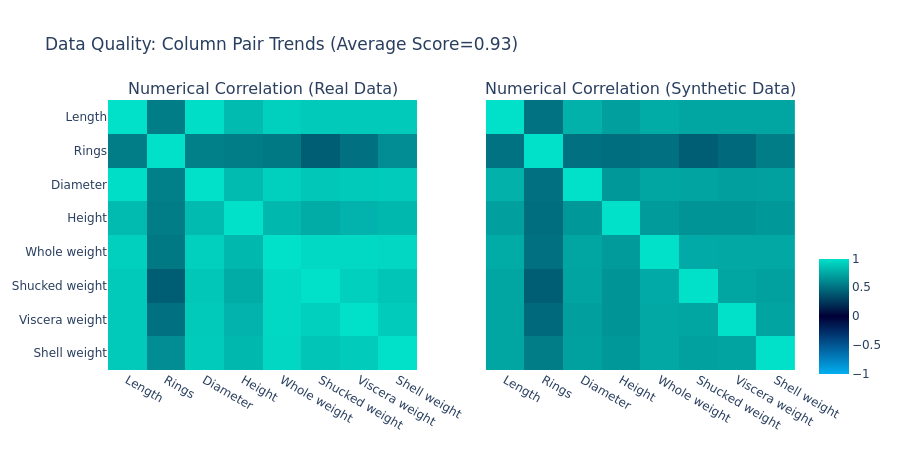 Data Quality: Column Pair Trends (Average Score=0.93)
Numerical Correlation (Real Data)
Numerical Correlation (Synthetic Data)
Length
Rings
Diameter
Height
Whole weight
Shucked weight
Viscera weight
Shell weight
Length
Rings
Diameter
Height
Whole weight
Shucked weight
Viscera weight
Shell weight
Length
Rings
Diameter
Height
Whole weight
Shucked weight
Viscera weight
Shell weight
1
0.5
0
−0.5
−1